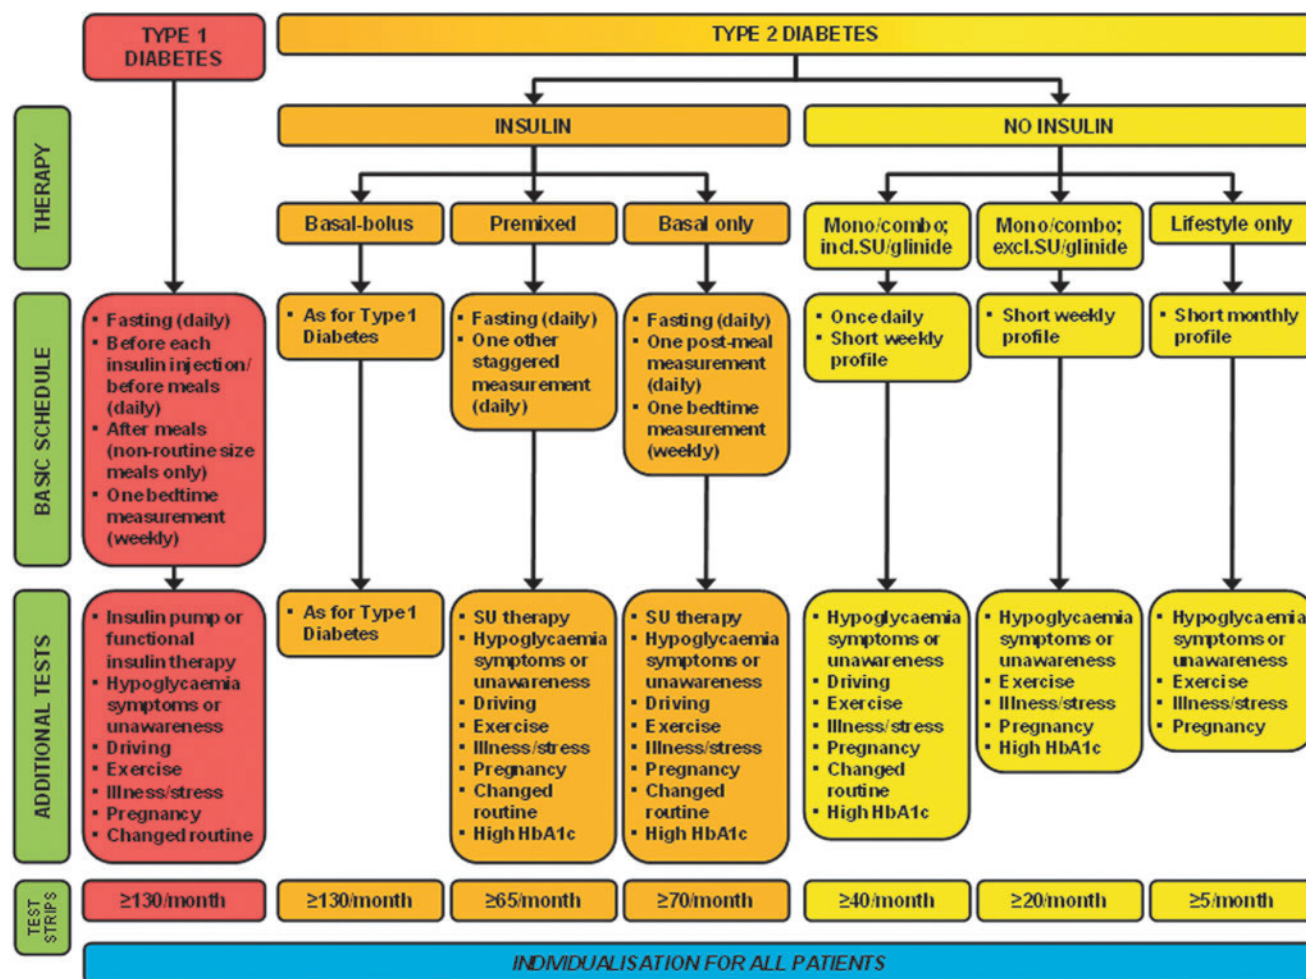 TYPE 1
DIABETES
TYPE 2 DIABETES
THERAPY
INSULIN
NO INSULIN
Basal-bolus
Premixed
Basal only
Mono/combo;
incl.SU/glinide
Mono/combo;
excl.SU/glinide
Lifestyle only
BASIC SCHEDULE
▪ Fasting (daily)
▪ Before each
insulin injection/
before meals
(daily)
▪ After meals
(non-routine size
meals only)
▪ One bedtime
measurement
(weekly)
▪ As for Type 1
Diabetes
▪ Fasting (daily)
▪ One other
staggered
measurement
(daily)
▪ Fasting (daily)
▪ One post-meal
measurement
(daily)
▪ One bedtime
measurement
(weekly)
▪ Once daily
▪ Short weekly
profile
▪ Short weekly
profile
▪ Short monthly
profile
ADDITIONAL TESTS
▪ Insulin pump or
functional
insulin therapy
▪ Hypoglycaemia
symptoms or
unawareness
▪ Driving
▪ Exercise
▪ Illness/stress
▪ Pregnancy
▪ Changed routine
▪ As for Type 1
Diabetes
▪ SU therapy
▪ Hypoglycaemia
symptoms or
unawareness
▪ Driving
▪ Exercise
▪ Illness/stress
▪ Pregnancy
▪ Changed
routine
▪ High HbA1c
▪ SU therapy
▪ Hypoglycaemia
symptoms or
unawareness
▪ Driving
▪ Exercise
▪ Illness/stress
▪ Pregnancy
▪ Changed
routine
▪ High HbA1c
▪ Hypoglycaemia
symptoms or
unawareness
▪ Driving
▪ Exercise
▪ Illness/stress
▪ Pregnancy
▪ Changed
routine
▪ High HbA1c
▪ Hypoglycaemia
symptoms or
unawareness
▪ Exercise
▪ Illness/stress
▪ Pregnancy
▪ High HbA1c
▪ Hypoglycaemia
symptoms or
unawareness
▪ Exercise
▪ Illness/stress
▪ Pregnancy
TEST
STRIPS
≥130/month
≥130/month
≥65/month
≥70/month
≥40/month
≥20/month
≥5/month
INDIVIDUALISATION FOR ALL PATIENTS